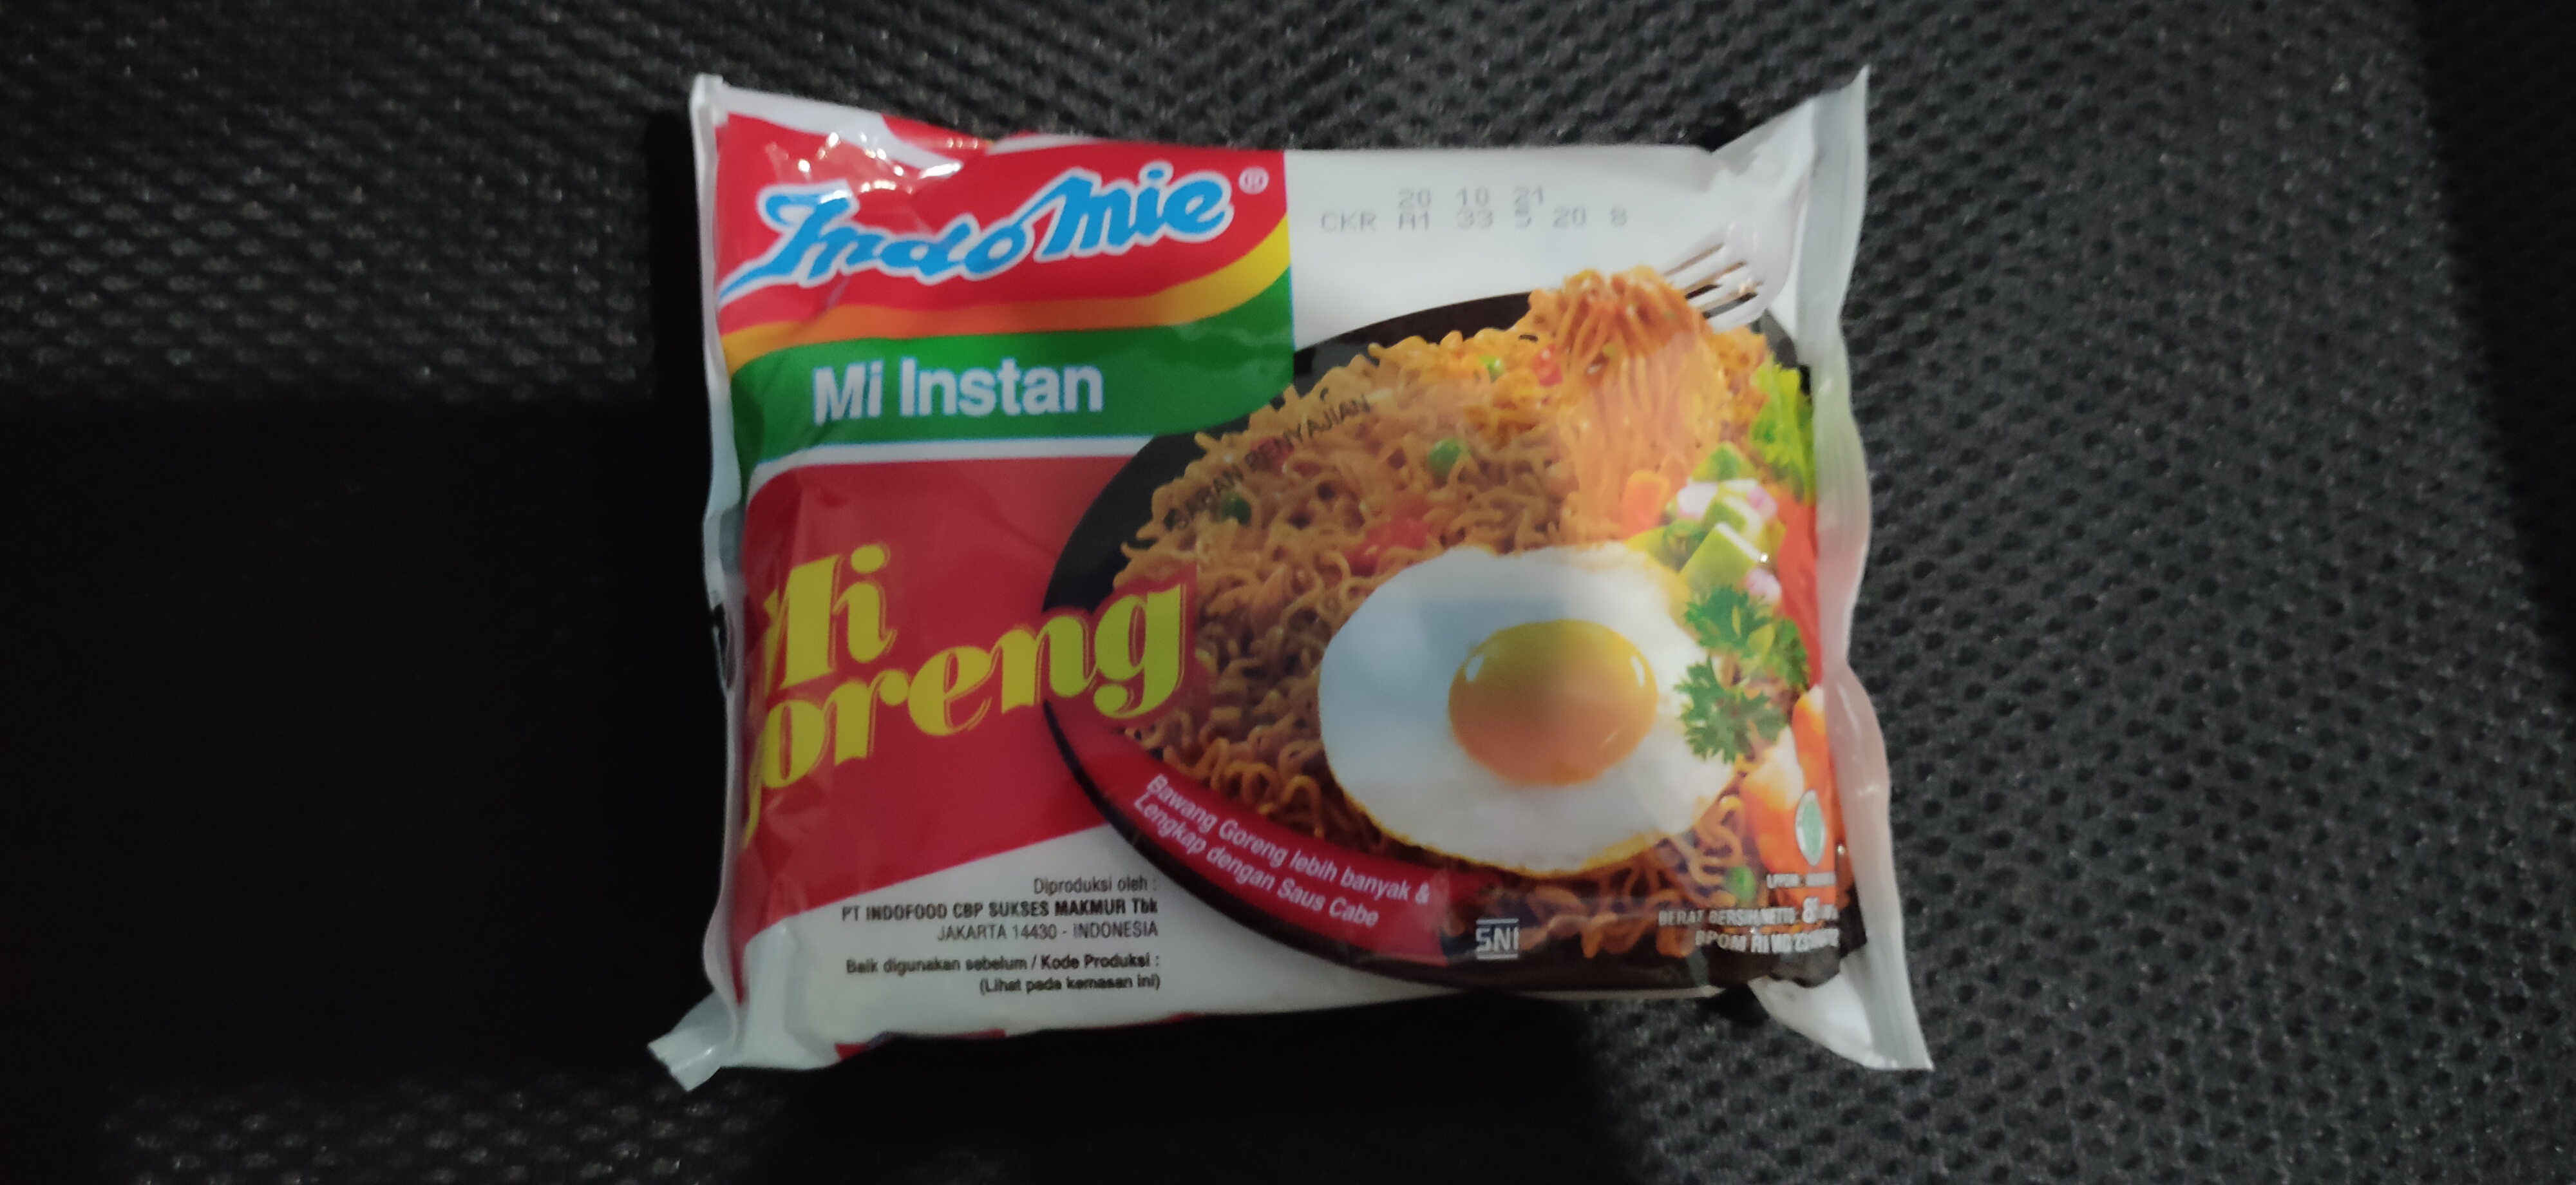 IndoMie®
20 10 21
CKR A1 33 5 20 8
Mi Instan
SARAN PENYAJIAN
Mi
goreng
Bawang Goreng lebih banyak &
Lengkap dengan Saus Cabe
Diproduksi oleh :
PT INDOFOOD CBP SUKSES MAKMUR Tbk
JAKARTA 14430 - INDONESIA
Baik digunakan sebelum / Kode Produksi :
(Lihat pada kemasan ini)
SNI
BERAT BERSIH/NETTO :
BPOM RI MD